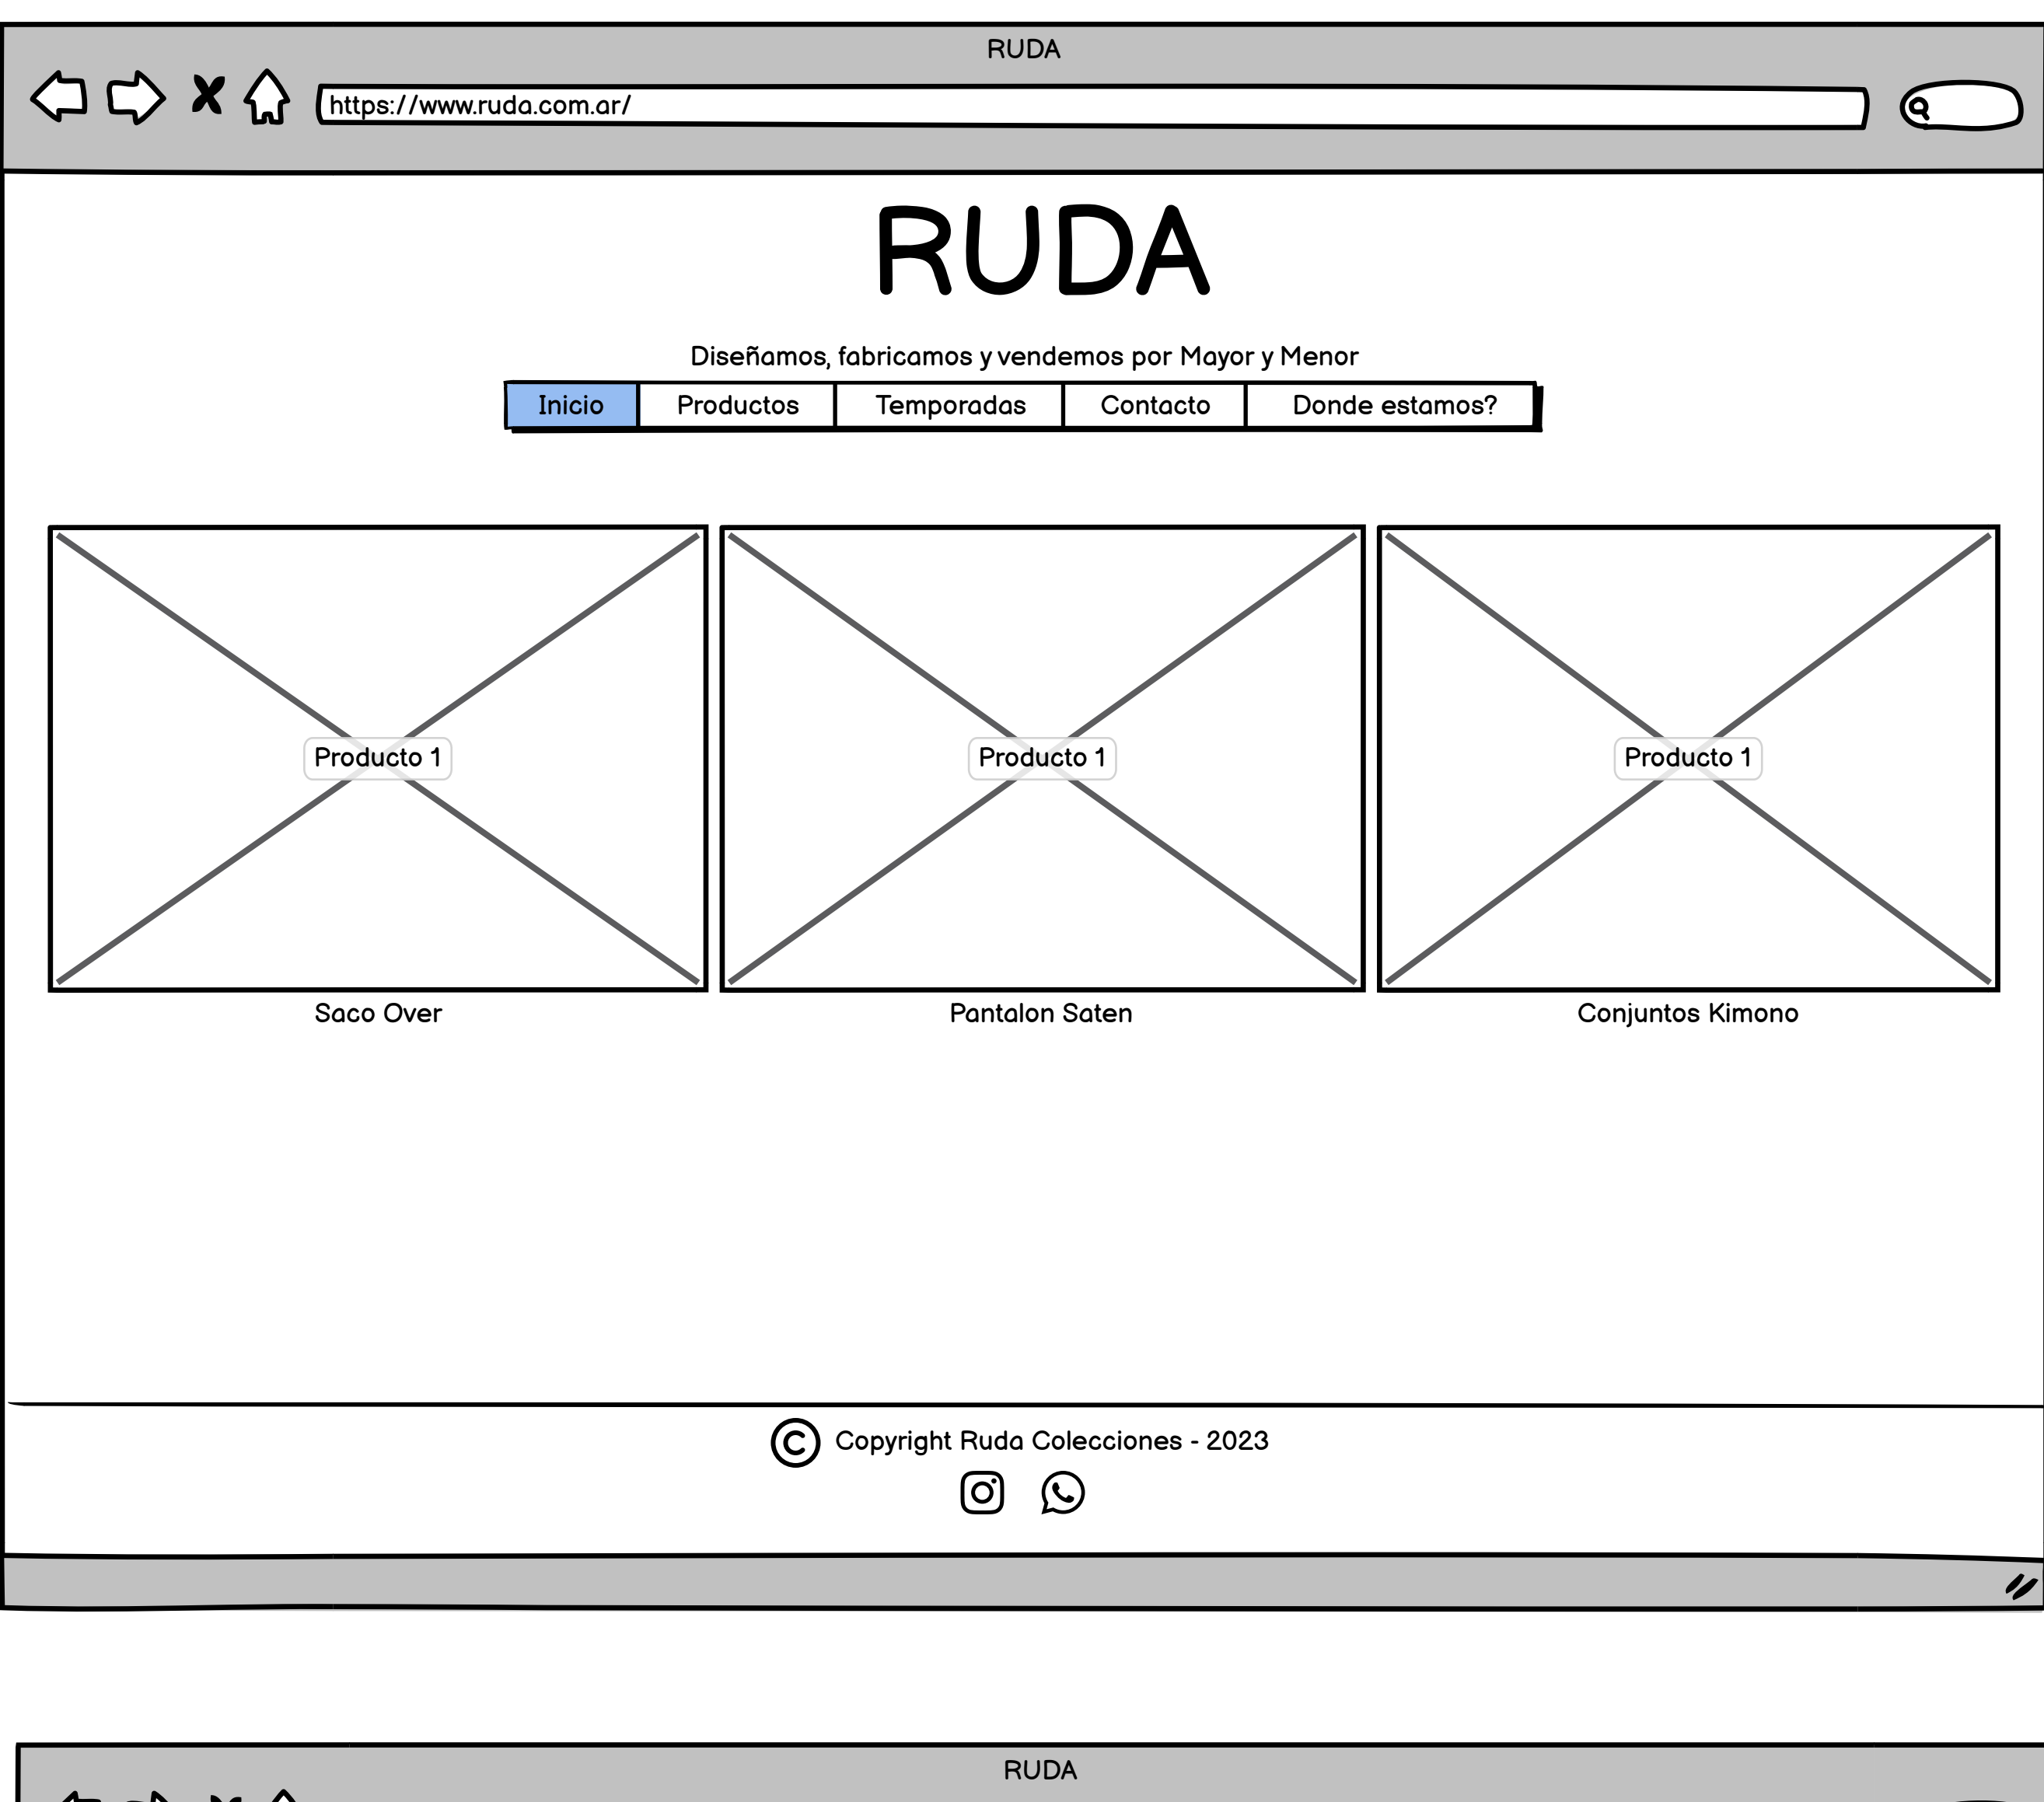 RUDA
https://www.ruda.com.ar/
RUDA
Diseñamos, fabricamos y vendemos por Mayor y Menor
Inicio Productos Temporadas Contacto Donde estamos?
Producto 1 Producto 1 Producto 1
Saco Over Pantalon Saten Conjuntos Kimono
© Copyright Ruda Colecciones - 2023
RUDA